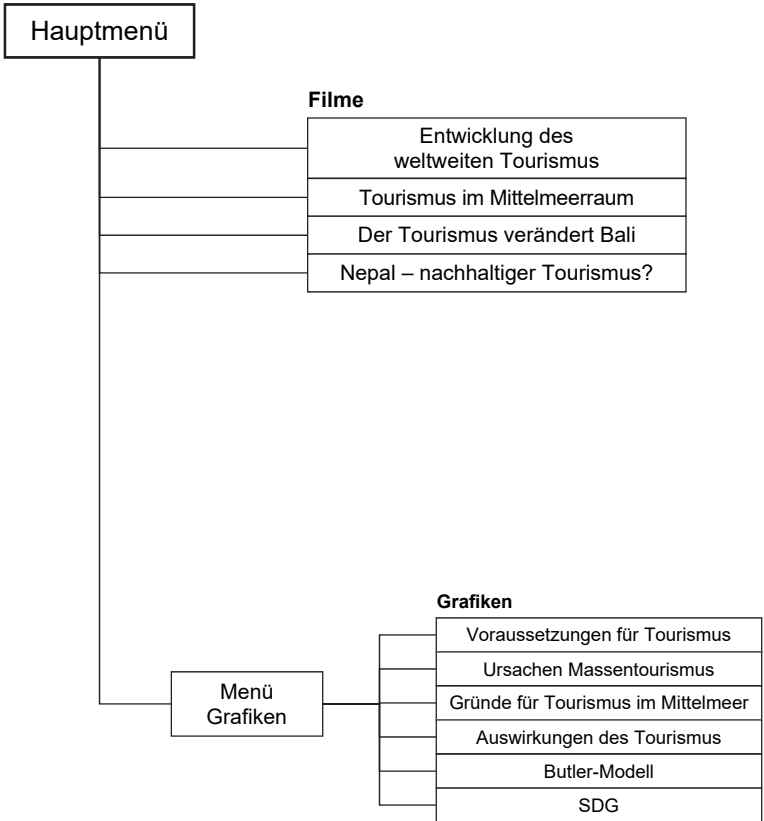 Hauptmenü
Filme
Entwicklung des
weltweiten Tourismus
Tourismus im Mittelmeerraum
Der Tourismus verändert Bali
Nepal – nachhaltiger Tourismus?
Grafiken
Menü
Grafiken
Voraussetzungen für Tourismus
Ursachen Massentourismus
Gründe für Tourismus im Mittelmeer
Auswirkungen des Tourismus
Butler-Modell
SDG